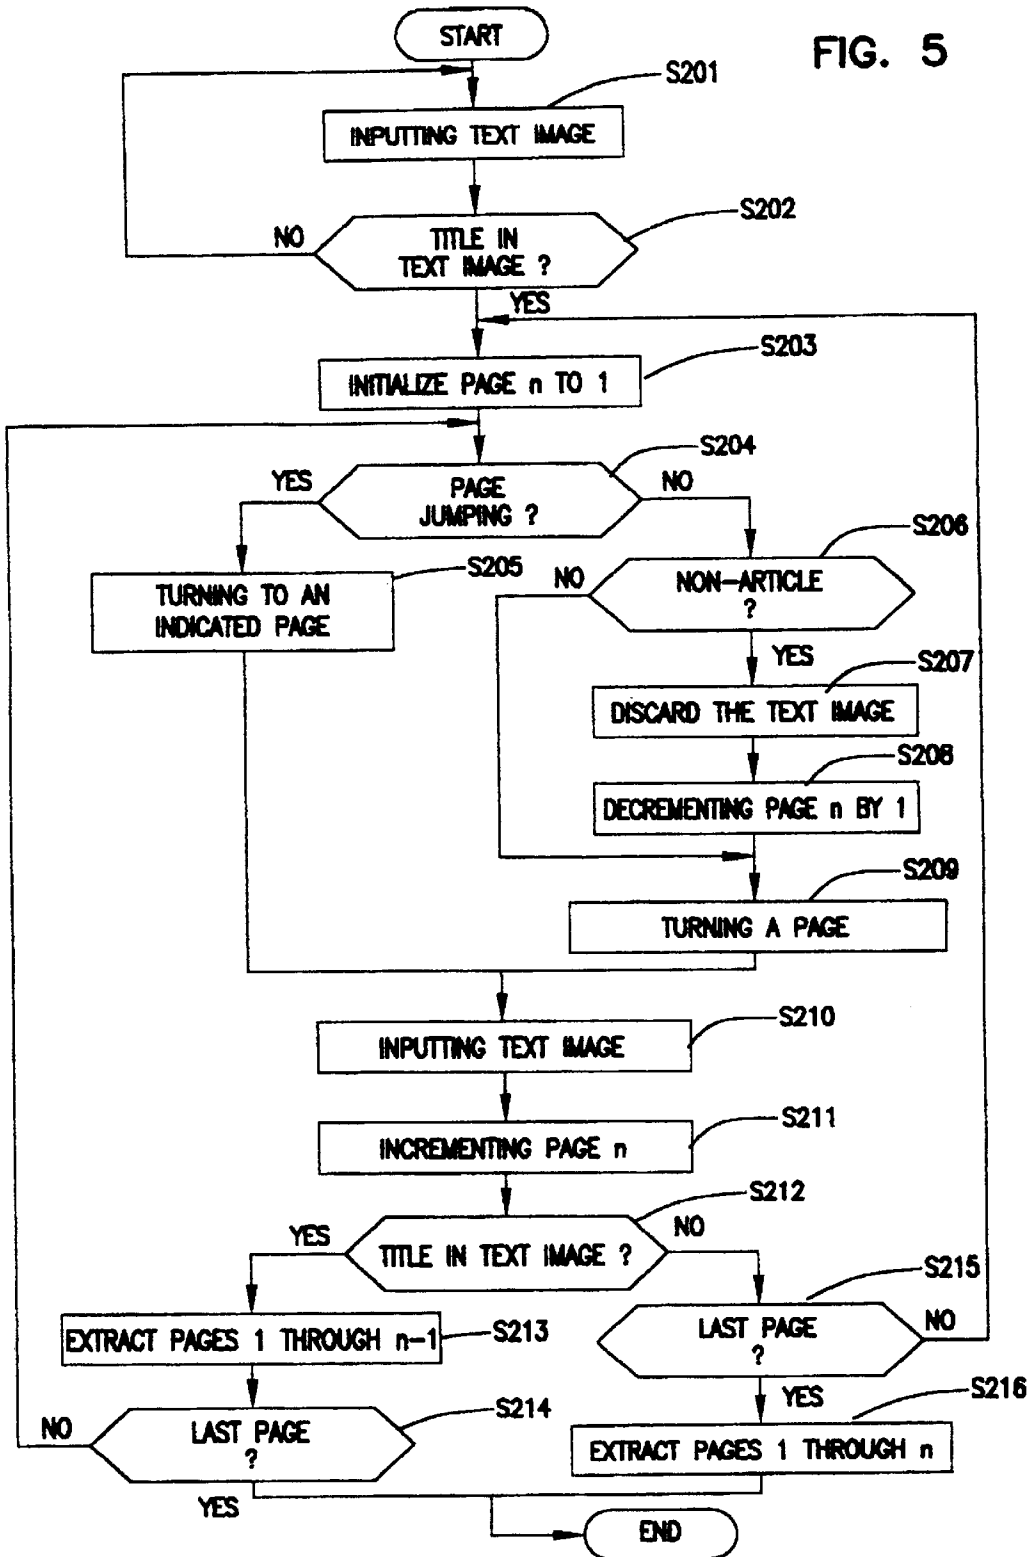 START
FIG. 5
S201
INPUTTING TEXT IMAGE
S202
NO
TITLE IN
TEXT IMAGE ?
YES
S203
INITIALIZE PAGE n TO 1
S204
YES
PAGE
JUMPING ?
NO
S206
S205
NO
NON-ARTICLE
?
TURNING TO AN
INDICATED PAGE
YES
S207
DISCARD THE TEXT IMAGE
S208
DECREMENTING PAGE n BY 1
S209
TURNING A PAGE
S210
INPUTTING TEXT IMAGE
S211
INCREMENTING PAGE n
S212
YES
TITLE IN TEXT IMAGE ?
NO
S215
EXTRACT PAGES 1 THROUGH n-1
S213
LAST PAGE
?
NO
S214
NO
LAST PAGE
?
YES
S216
EXTRACT PAGES 1 THROUGH n
YES
END